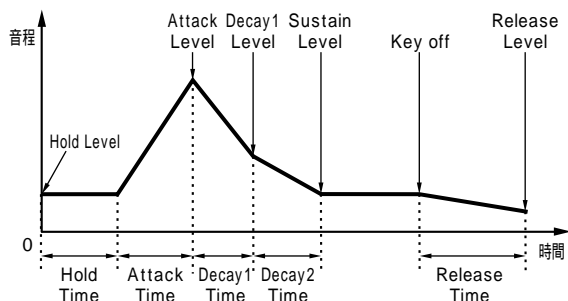 音程
Attack Level
Decay1 Level
Sustain Level
Key off
Release Level
Hold Level
0
時間
Hold Time
Attack Time
Decay1 Time
Decay2 Time
Release Time